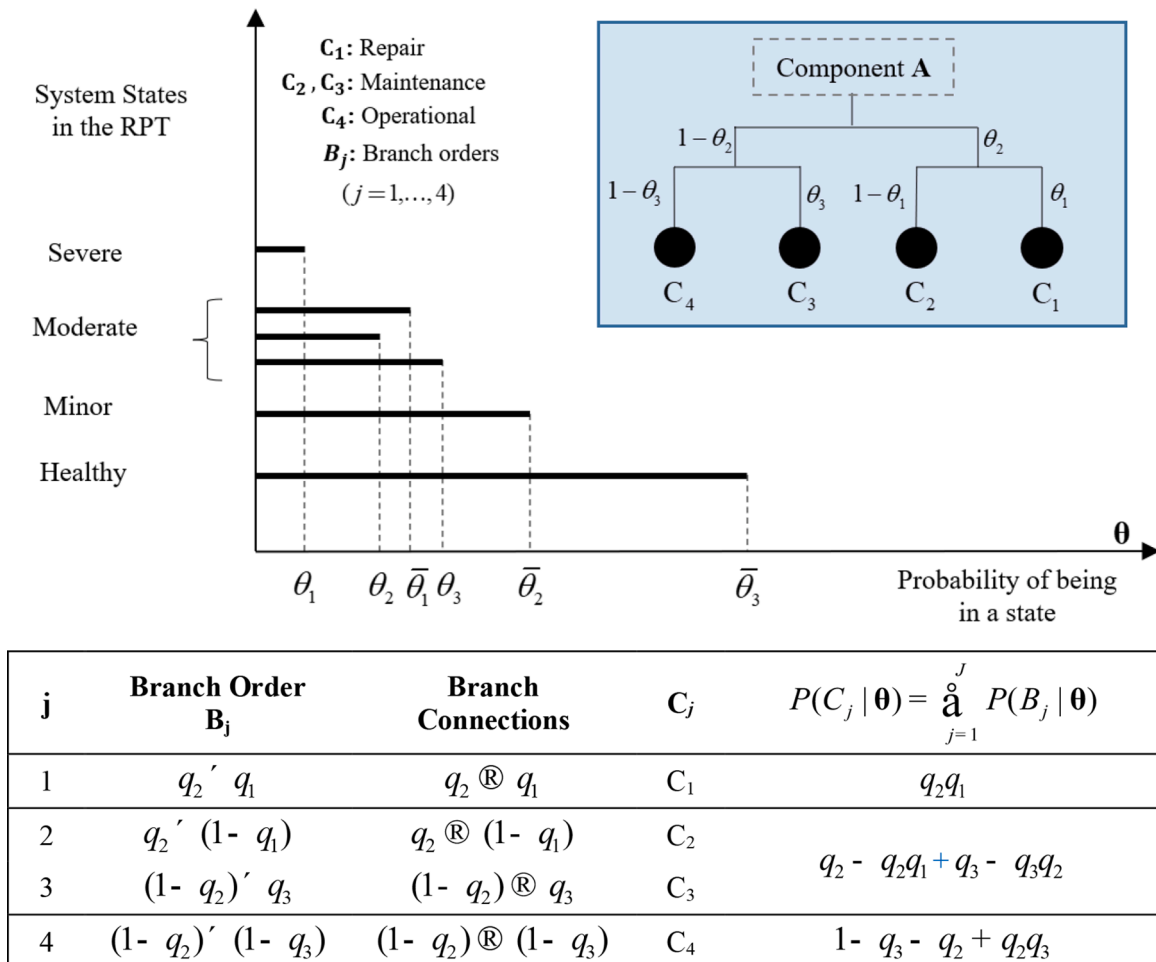 System States
in the RPT
C₁: Repair
C₂ , C₃: Maintenance
C₄: Operational
Bⱼ: Branch orders
(j=1,…, 4)
Component A
1−θ₂
θ₂
1−θ₃
θ₃
1−θ₁
θ₁
C₄
C₃
C₂
C₁
Severe
Moderate
Minor
Healthy
θ
θ₁
θ₂
θ̅₁
θ₃
θ̅₂
θ̅₃
Probability of being
in a state
j
Branch Order
Bⱼ
Branch
Connections
Cⱼ
P(Cⱼ | θ) = å P(Bⱼ | θ)
J
j=1
1
q₂ ´ q₁
q₂ ® q₁
C₁
q₂q₁
2
q₂ ´ (1- q₁)
q₂ ® (1- q₁)
C₂
q₂ - q₂q₁ + q₃ - q₃q₂
3
(1- q₂) ´ q₃
(1- q₂) ® q₃
C₃
4
(1- q₂) ´ (1- q₃)
(1- q₂) ® (1- q₃)
C₄
1- q₃ - q₂ + q₂q₃